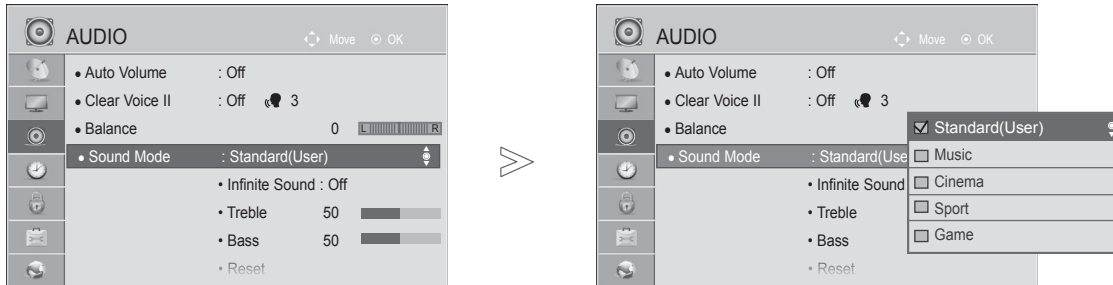 AUDIO
Move OK
• Auto Volume : Off
• Clear Voice II : Off 3
• Balance 0 L R
• Sound Mode : Standard(User)
• Infinite Sound : Off
• Treble 50
• Bass 50
• Reset
>
AUDIO
Move OK
• Auto Volume : Off
• Clear Voice II : Off 3
• Balance
• Sound Mode : Standard(Use
• Infinite Sound
• Treble
• Bass
• Reset
Standard(User)
Music
Cinema
Sport
Game